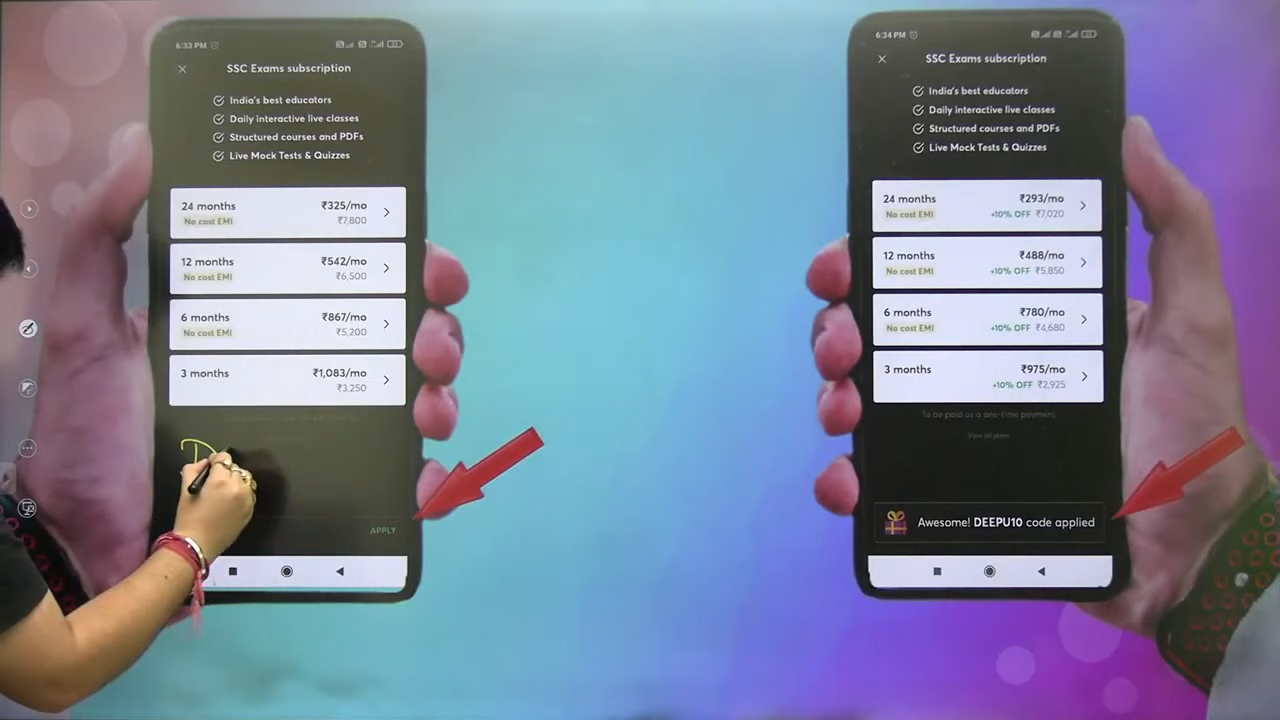 6:33 PM
SSC Exams subscription
India's best educators
Daily interactive live classes
Structured courses and PDFs
Live Mock Tests & Quizzes
24 months ₹325/mo
No cost EMI ₹7,800
12 months ₹542/mo
No cost EMI ₹6,500
6 months ₹867/mo
No cost EMI ₹5,200
3 months ₹1,083/mo
₹3,250
D
APPLY
6:34 PM
SSC Exams subscription
India's best educators
Daily interactive live classes
Structured courses and PDFs
Live Mock Tests & Quizzes
24 months ₹293/mo
No cost EMI +10% OFF ₹7,020
12 months ₹488/mo
No cost EMI +10% OFF ₹5,850
6 months ₹780/mo
No cost EMI +10% OFF ₹4,680
3 months ₹975/mo
+10% OFF ₹2,925
To be paid as a one-time payment
View all plans
Awesome! DEEPU10 code applied